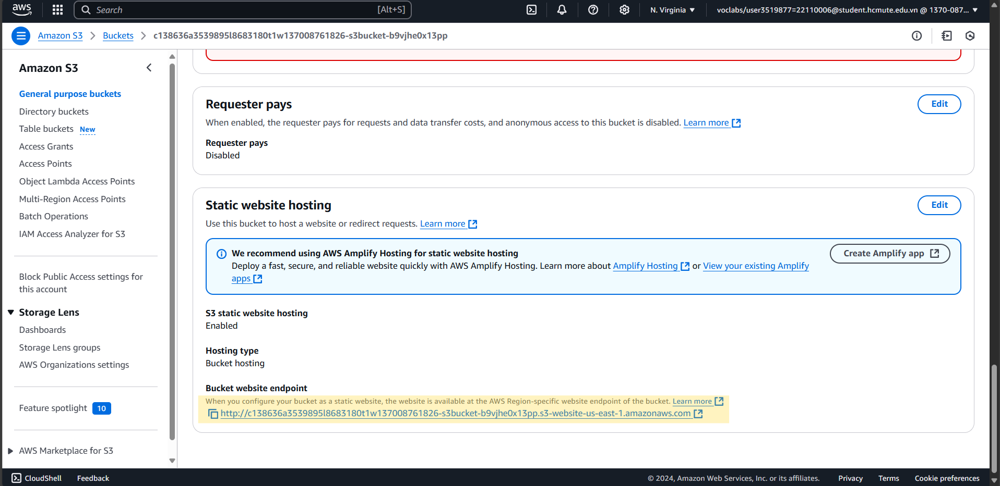 aws
Search
[Alt+S]
N. Virginia
voclabs/user3519877=22110006@student.hcmute.edu.vn @ 1370-087...
Amazon S3
Buckets
c138636a3539895l8683180t1w137008761826-s3bucket-b9vjhe0x13pp
Amazon S3
General purpose buckets
Directory buckets
Table buckets New
Access Grants
Access Points
Object Lambda Access Points
Multi-Region Access Points
Batch Operations
IAM Access Analyzer for S3
Block Public Access settings for
this account
Storage Lens
Dashboards
Storage Lens groups
AWS Organizations settings
Feature spotlight 10
AWS Marketplace for S3
Requester pays
Edit
When enabled, the requester pays for requests and data transfer costs, and anonymous access to this bucket is disabled. Learn more
Requester pays
Disabled
Static website hosting
Edit
Use this bucket to host a website or redirect requests. Learn more
We recommend using AWS Amplify Hosting for static website hosting
Create Amplify app
Deploy a fast, secure, and reliable website quickly with AWS Amplify Hosting. Learn more about Amplify Hosting or View your existing Amplify
apps
S3 static website hosting
Enabled
Hosting type
Bucket hosting
Bucket website endpoint
When you configure your bucket as a static website, the website is available at the AWS Region-specific website endpoint of the bucket. Learn more
http://c138636a3539895l8683180t1w137008761826-s3bucket-b9vjhe0x13pp.s3-website-us-east-1.amazonaws.com
CloudShell
Feedback
© 2024, Amazon Web Services, Inc. or its affiliates.
Privacy
Terms
Cookie preferences